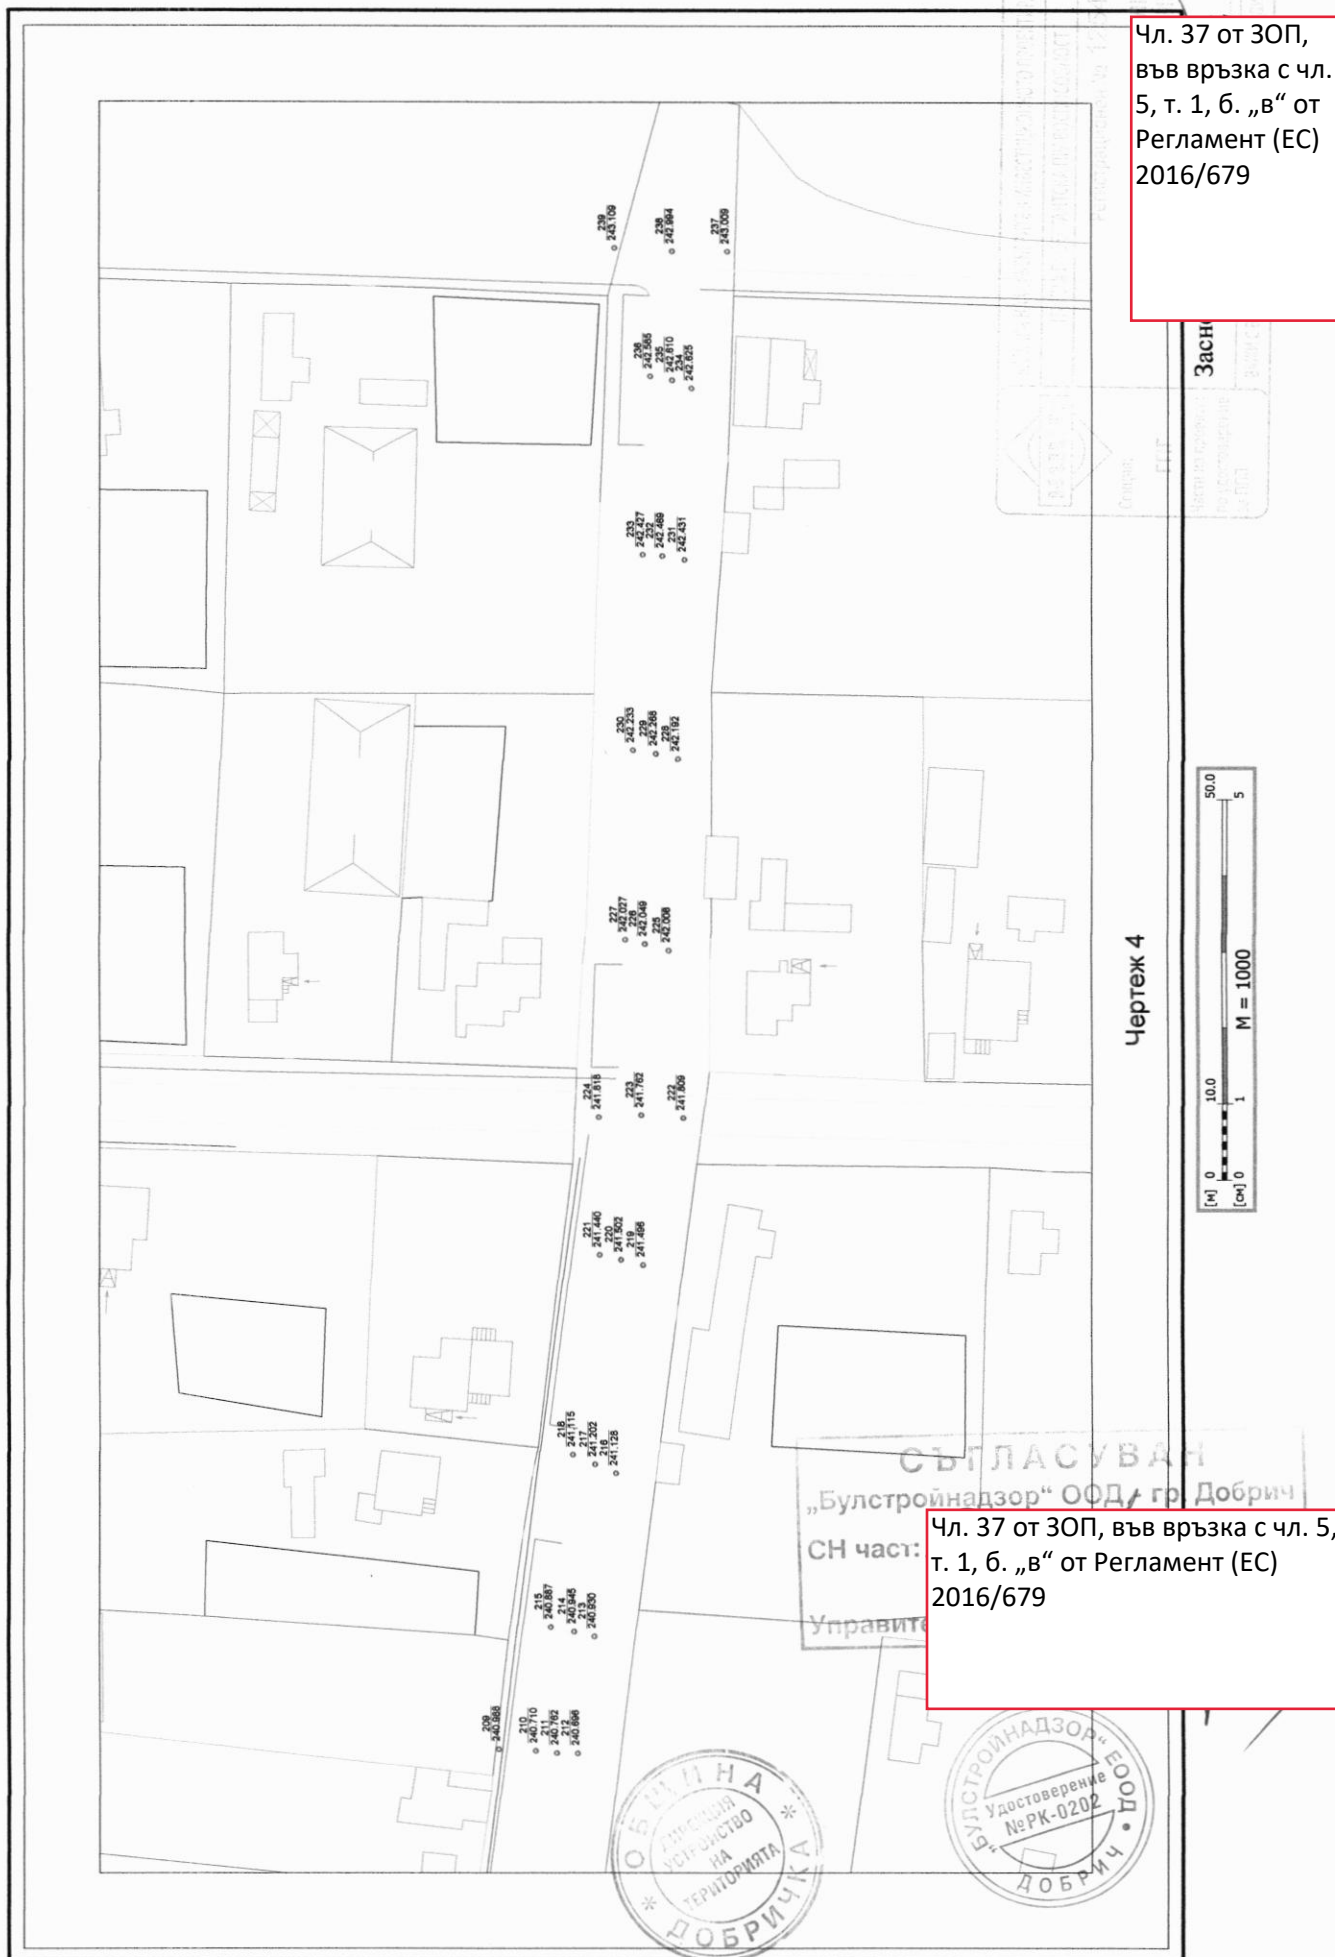 Чл. 37 от ЗОП,
във връзка с чл.
5, т. 1, б. „в“ от
Регламент (ЕС)
2016/679
Засн
239
243.109
238
242.994
237
243.009
236
242.565
235
242.610
234
242.625
233
242.427
232
242.469
231
242.431
230
242.233
229
242.268
228
242.192
227
242.027
226
242.049
225
242.008
224
241.818
223
241.762
222
241.809
221
241.440
220
241.502
219
241.496
218
241.115
217
241.202
216
241.128
215
240.887
214
240.945
213
240.930
209
240.988
210
240.710
211
240.762
212
240.696
Чертеж 4
[м] 0 10.0 50.0
[см] 0 1 5
М = 1000
СЪГЛАСУВАН
„Булстройнадзор“ ООД гр. Добрич
СН част:
Управите
Чл. 37 от ЗОП, във връзка с чл. 5,
т. 1, б. „в“ от Регламент (ЕС)
2016/679
ОБЩИНА
ДОБРИЧКА
ДИРЕКЦИЯ
УСТРОЙСТВО
НА
ТЕРИТОРИЯТА
„БУЛСТРОЙНАДЗОР“ ЕООД
Удостоверение
№РК-0202
ДОБРИЧ